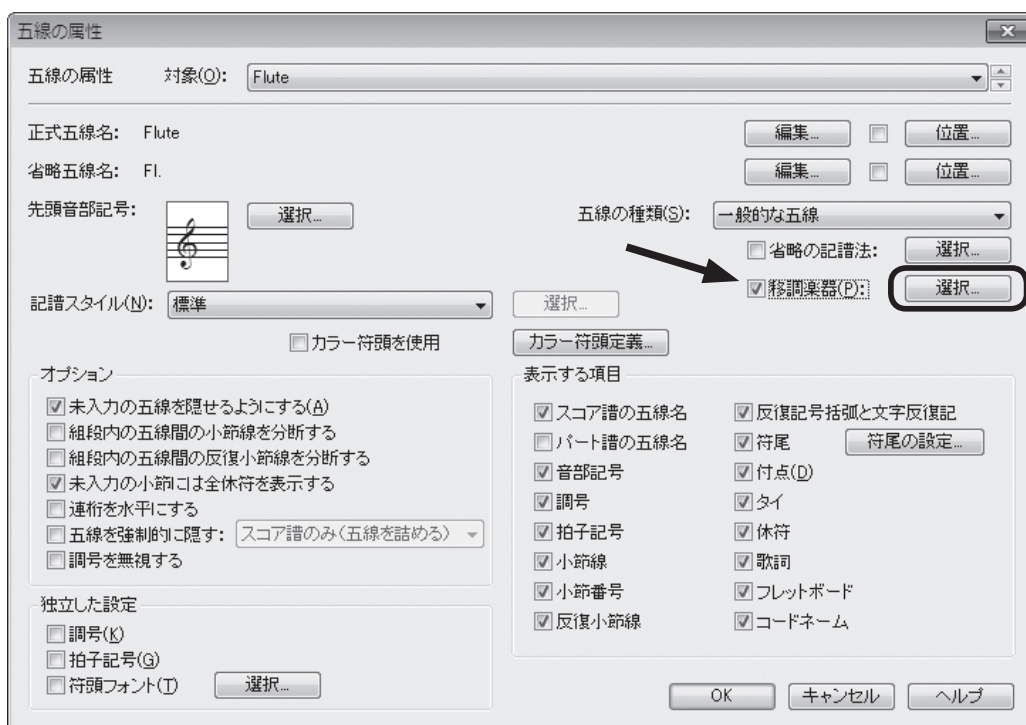 五線の属性
五線の属性 対象(O): Flute
正式五線名: Flute 編集... 位置...
省略五線名: Fl. 編集... 位置...
先頭音部記号: 選択... 五線の種類(S): 一般的な五線
省略の記譜法: 選択...
移調楽器(P): 選択...
記譜スタイル(N): 標準 選択...
カラー符頭を使用 カラー符頭定義...
オプション
未入力の五線を隠せるようにする(A)
組段内の五線間の小節線を分断する
組段内の五線間の反復小節線を分断する
未入力の小節には全休符を表示する
連桁を水平にする
五線を強制的に隠す: スコア譜のみ(五線を詰める)
調号を無視する
独立した設定
調号(K)
拍子記号(G)
符頭フォント(T) 選択...
表示する項目
スコア譜の五線名 反復記号括弧と文字反復記
パート譜の五線名 符尾 符尾の設定...
音部記号 付点(D)
調号 タイ
拍子記号 休符
小節線 歌詞
小節番号 フレットボード
反復小節線 コードネーム
OK キャンセル ヘルプ